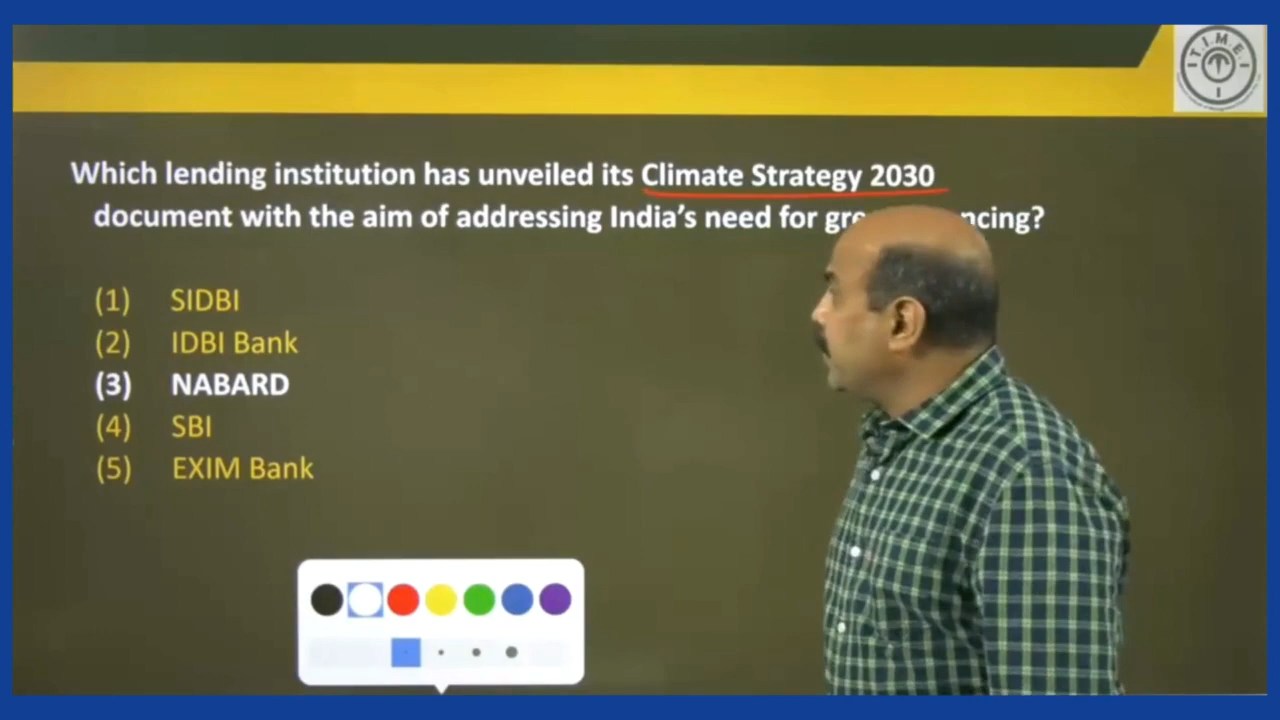 T.I.M.E.
Which lending institution has unveiled its Climate Strategy 2030
document with the aim of addressing India's need for
(1) SIDBI
(2) IDBI Bank
(3) NABARD
(4) SBI
(5) EXIM Bank